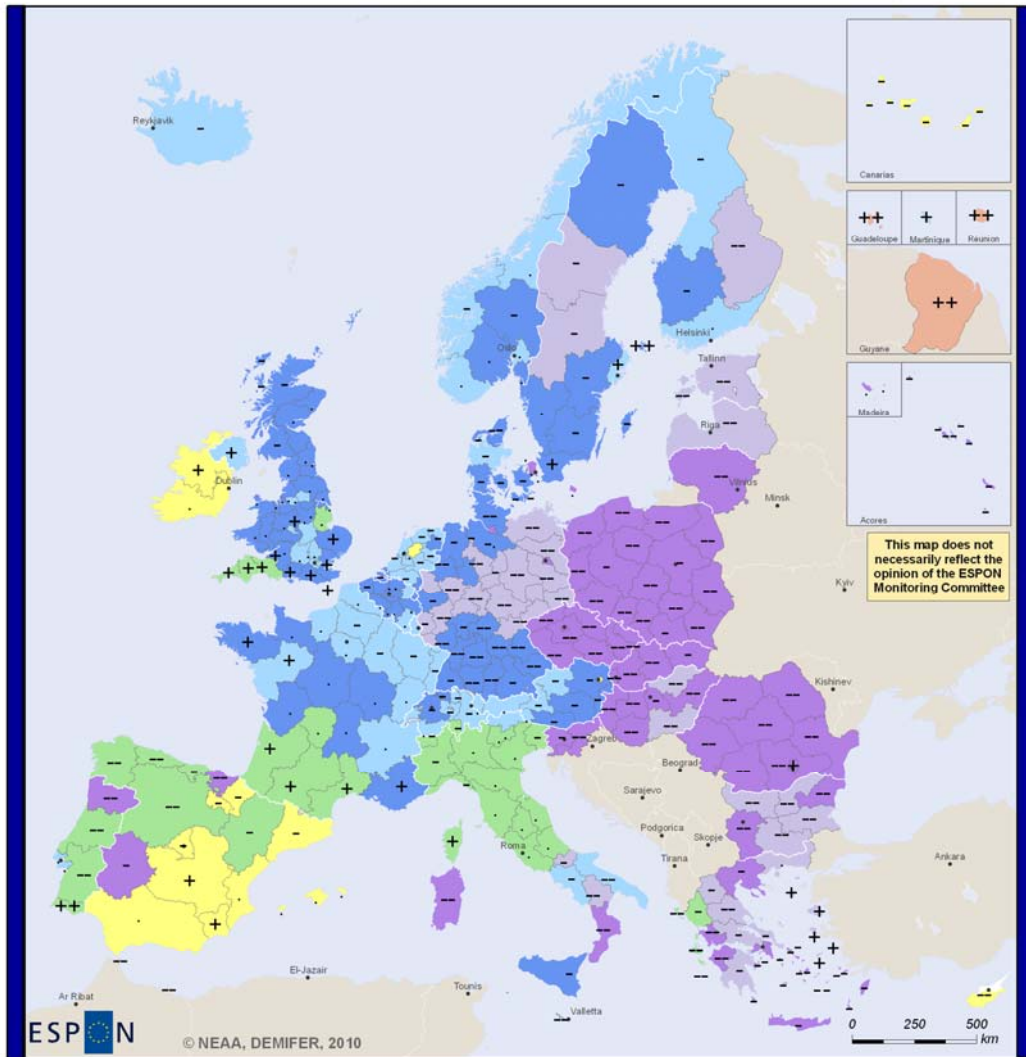 Reykjavik
Canarias
Guadeloupe
Martinique
Réunion
Guyane
Madeira
Acores
This map does not
necessarily reflect the
opinion of the ESPON
Monitoring Committee
Helsinki
Oslo
Tallinn
Riga
Dublin
Vilnius
Minsk
Kyiv
Kishinev
Zagreb
Beograd
Sarajevo
Podgorica
Skopje
Roma
Tirana
Ankara
El-Jazair
Tounis
Ar Ribat
Valletta
0 250 500
km
ESPON
© NEAA, DEMIFER, 2010